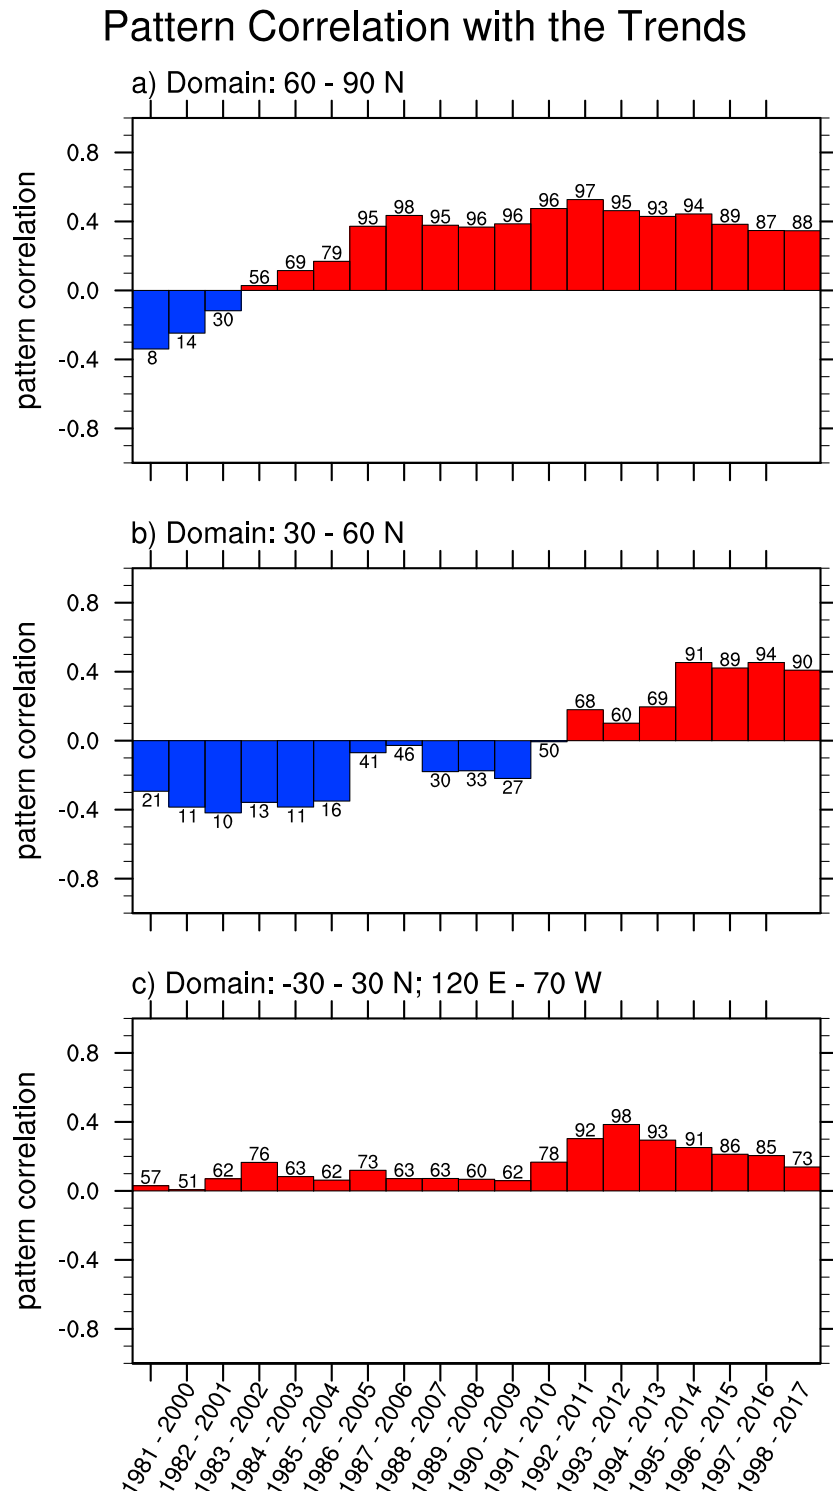 Pattern Correlation with the Trends
a) Domain: 60 - 90 N
pattern correlation
0.8
0.4
0.0
-0.4
-0.8
8 14 30 56 69 79 95 98 95 96 96 96 97 95 93 94 89 87 88
b) Domain: 30 - 60 N
pattern correlation
0.8
0.4
0.0
-0.4
-0.8
21 11 10 13 11 16 41 46 30 33 27 50 68 60 69 91 89 94 90
c) Domain: -30 - 30 N; 120 E - 70 W
pattern correlation
0.8
0.4
0.0
-0.4
-0.8
57 51 62 76 63 62 73 63 63 60 62 78 92 98 93 91 86 85 73
1981 - 2000
1982 - 2001
1983 - 2002
1984 - 2003
1985 - 2004
1986 - 2005
1987 - 2006
1988 - 2007
1989 - 2008
1990 - 2009
1991 - 2010
1992 - 2011
1993 - 2012
1994 - 2013
1995 - 2014
1996 - 2015
1997 - 2016
1998 - 2017